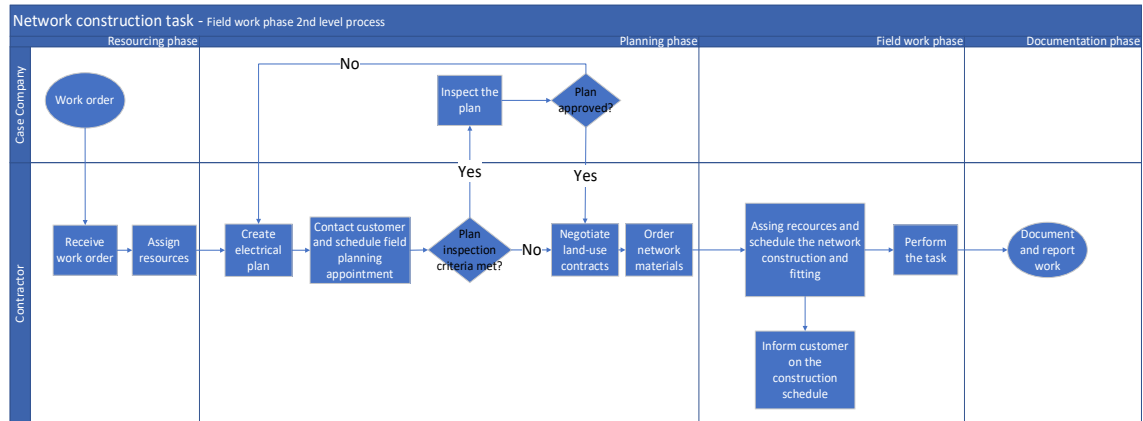 Network construction task - Field work phase 2nd level process
Resourcing phase
Planning phase
Field work phase
Documentation phase
Case Company
Work order
No
Inspect the
plan
Plan
approved?
Yes
Yes
Contractor
Receive
work order
Assign
resources
Create
electrical
plan
Contact customer
and schedule field
planning
appointment
Plan
inspection
criteria met?
No
Negotiate
land-use
contracts
Order
network
materials
Assing recources and
schedule the network
construction and
fitting
Perform
the task
Document
and report
work
Inform customer
on the
construction
schedule